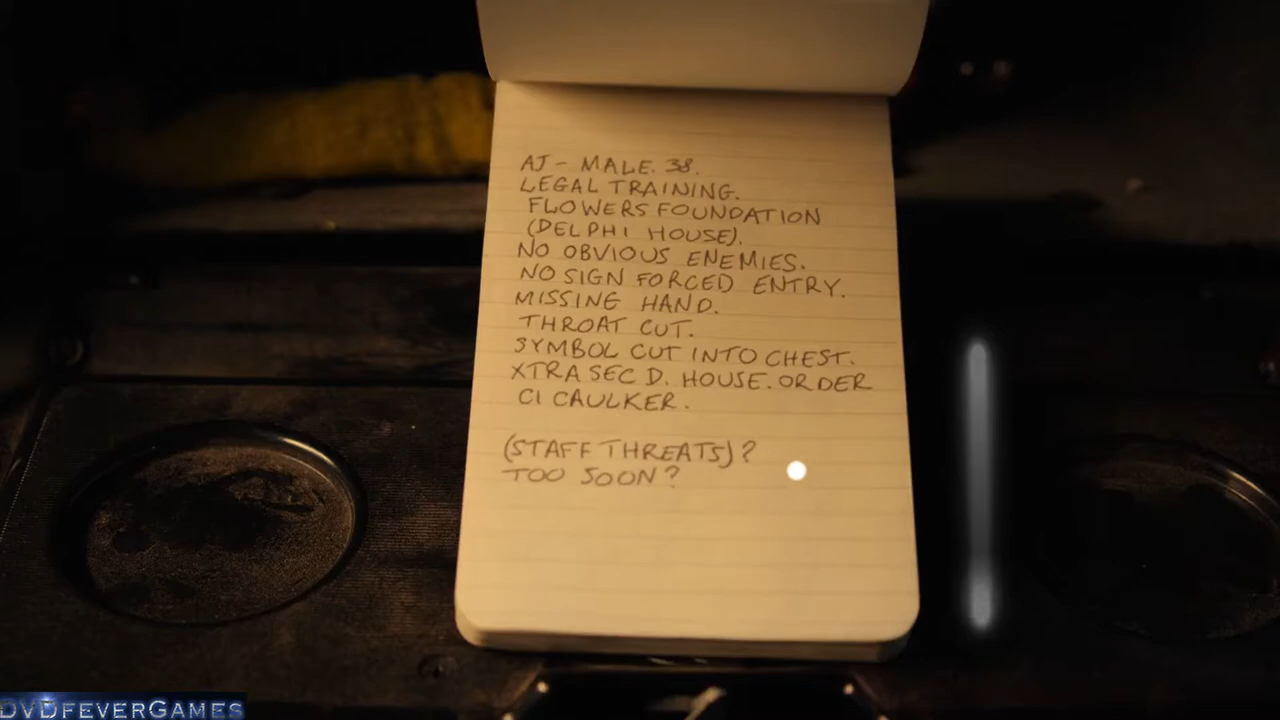 AJ – MALE. 38.
LEGAL TRAINING.
FLOWERS FOUNDATION
(DELPHI HOUSE).
NO OBVIOUS ENEMIES.
NO SIGN FORCED ENTRY.
MISSING HAND.
THROAT CUT.
SYMBOL CUT INTO CHEST.
XTRA SEC D. HOUSE. ORDER
CI CAULKER.
(STAFF THREATS)?
TOO SOON?
DVDFEVERGAMES